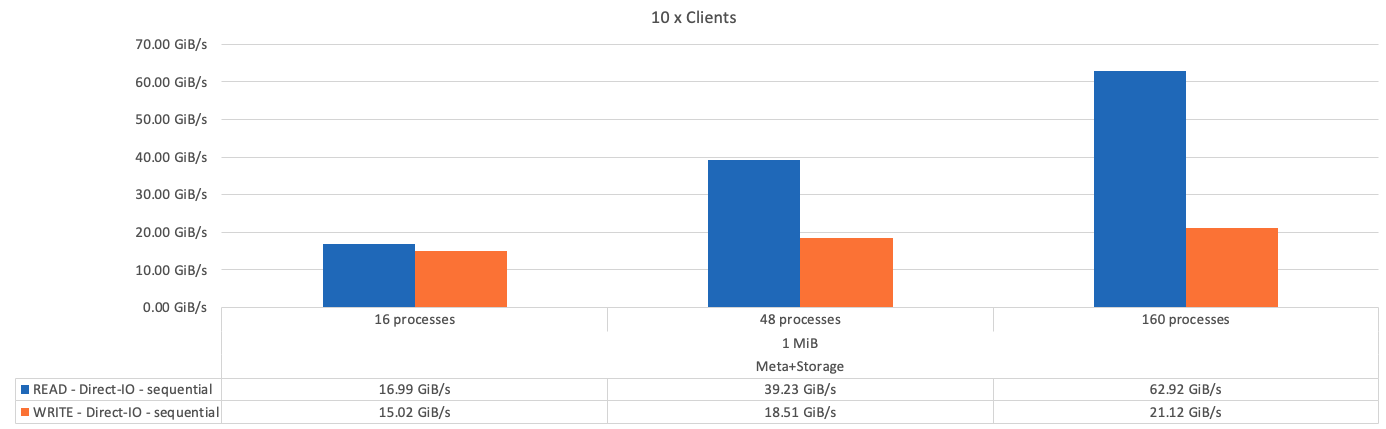 10 x Clients
70.00 GiB/s
60.00 GiB/s
50.00 GiB/s
40.00 GiB/s
30.00 GiB/s
20.00 GiB/s
10.00 GiB/s
0.00 GiB/s
16 processes 48 processes 160 processes
1 MiB
Meta+Storage
READ - Direct-IO - sequential 16.99 GiB/s 39.23 GiB/s 62.92 GiB/s
WRITE - Direct-IO - sequential 15.02 GiB/s 18.51 GiB/s 21.12 GiB/s